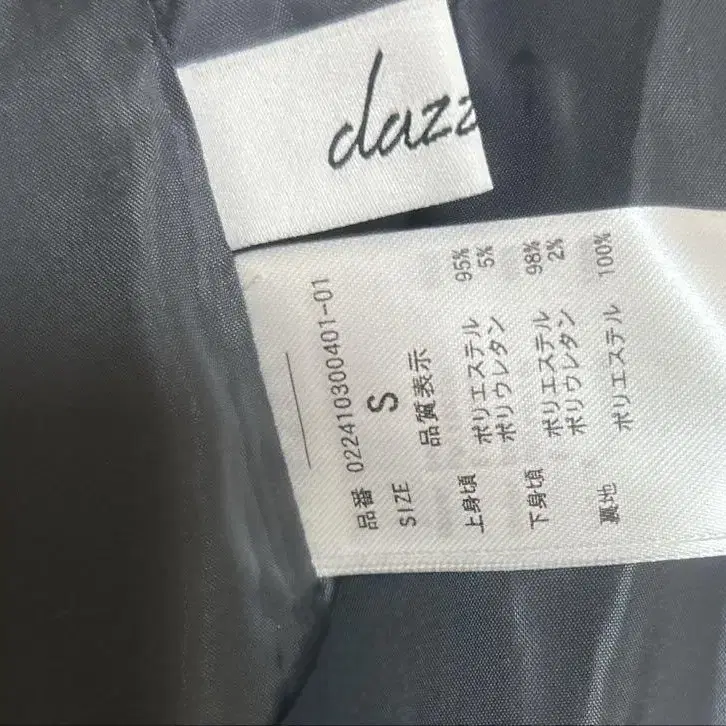 dazz
品番 022410300401-01
SIZE S
品質表示
上身頃 ポリエステル 95%
ポリウレタン 5%
下身頃 ポリエステル 98%
ポリウレタン 2%
裏地 ポリエステル 100%